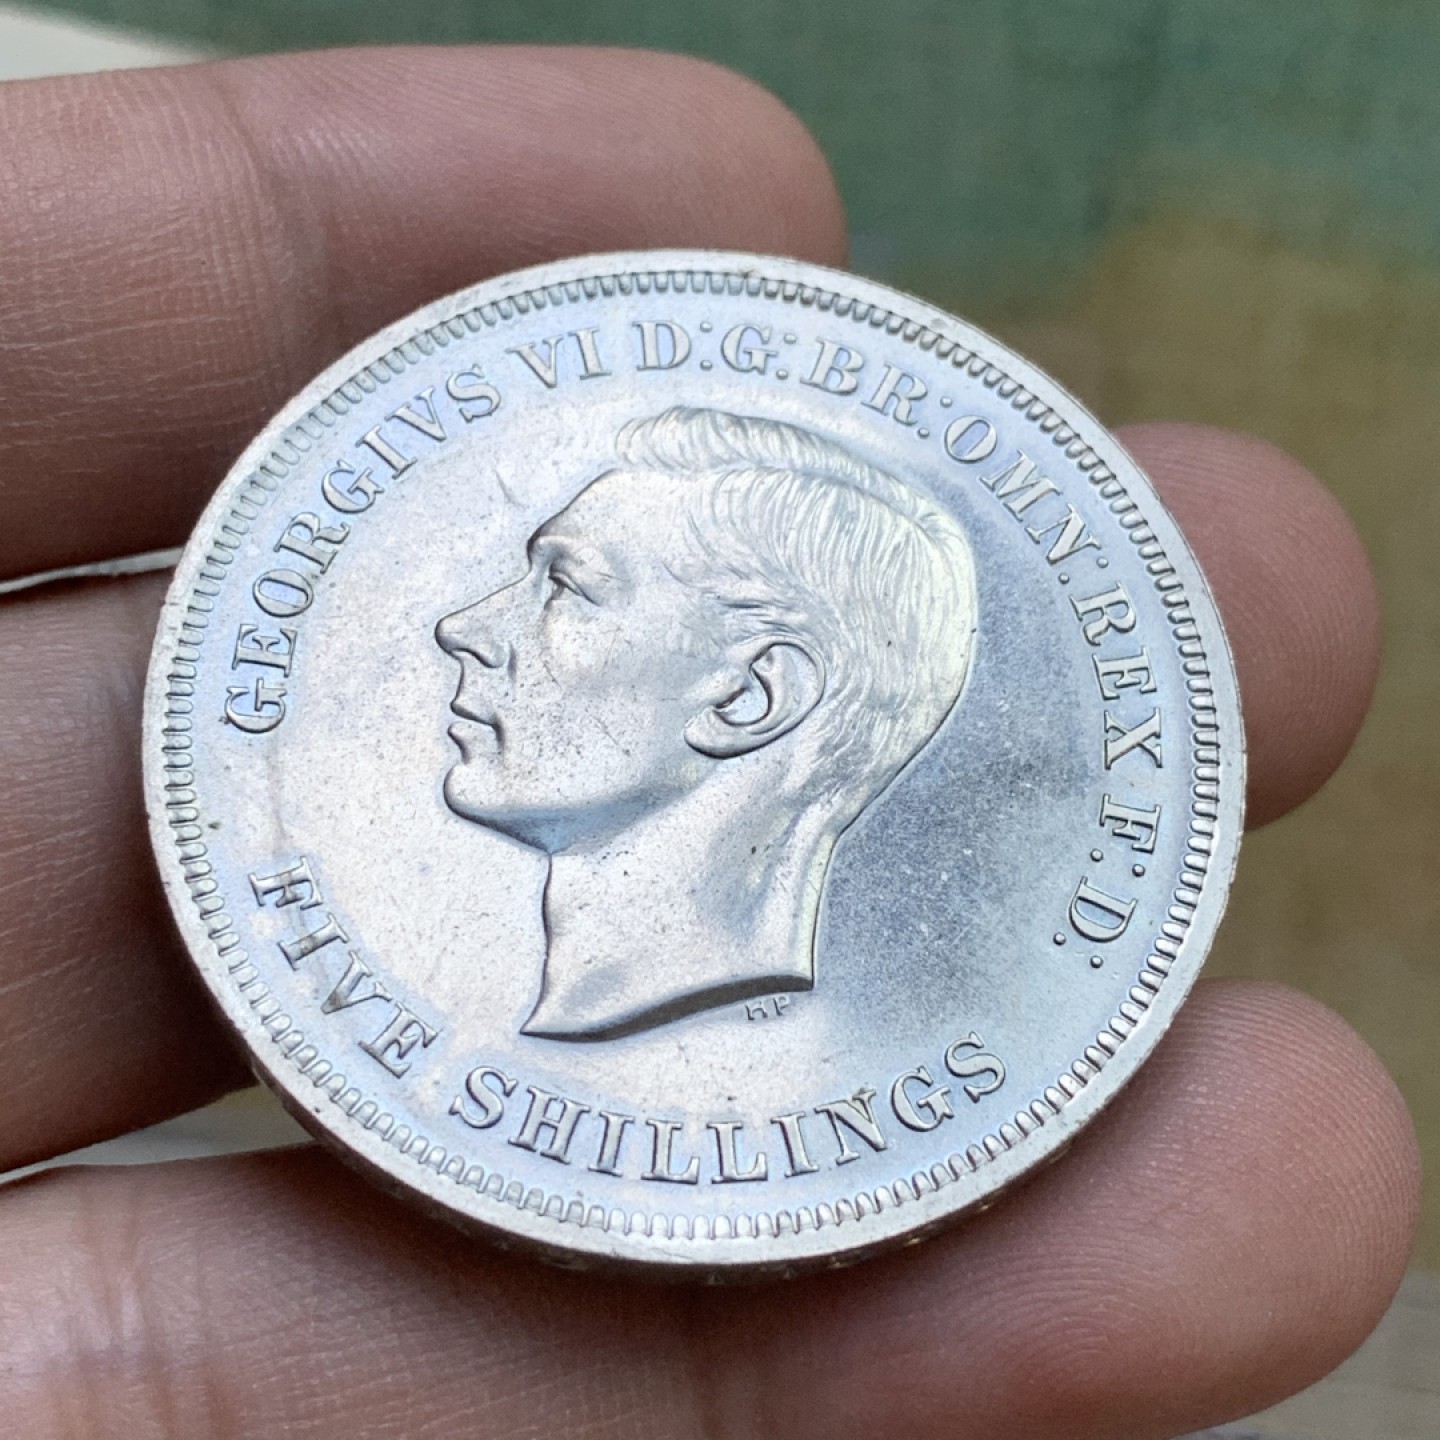 GEORGIVS VI D:G:BR:OMN:REX F:D:
HP
FIVE SHILLINGS